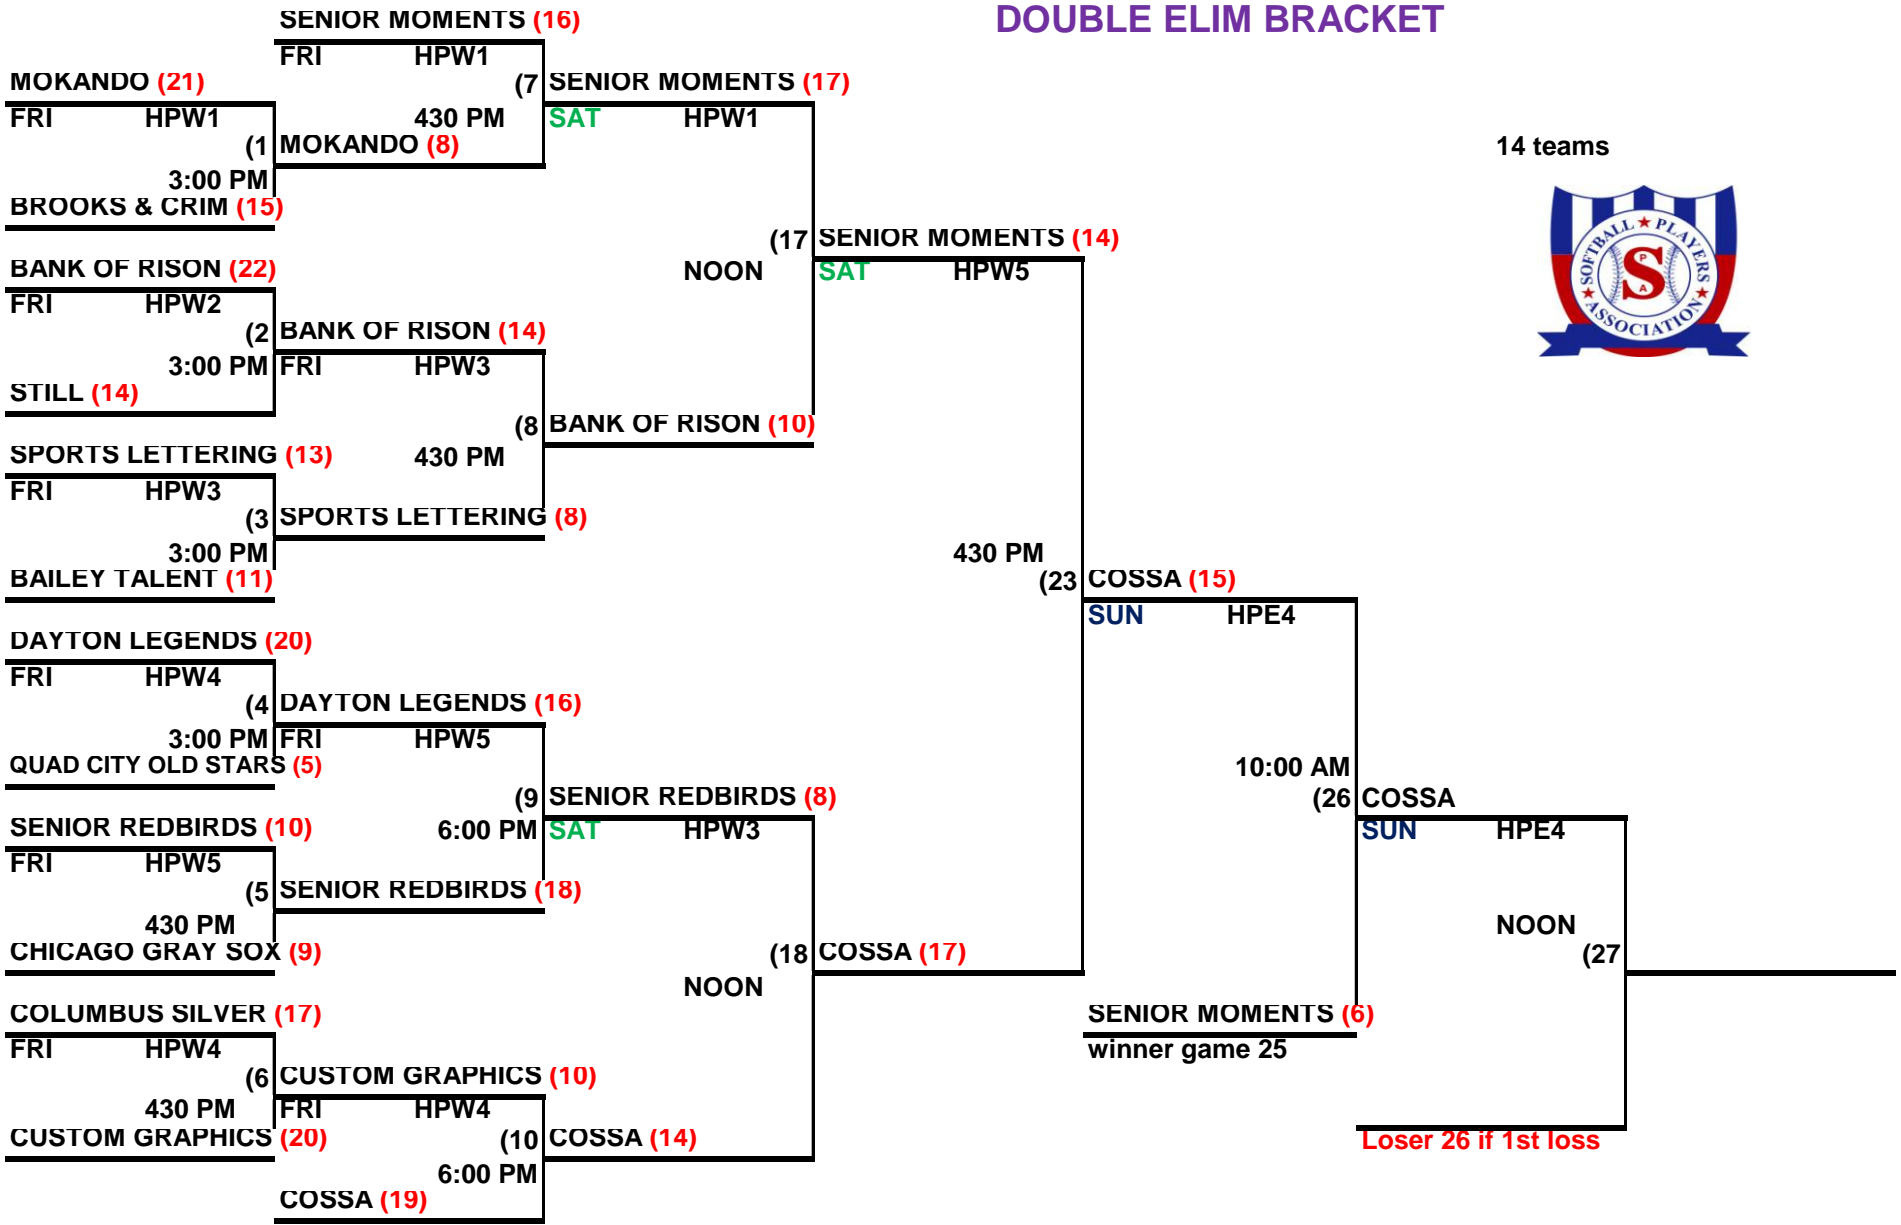 DOUBLE ELIM BRACKET
SENIOR MOMENTS (16)
FRI HPW1
MOKANDO (21)
(7 SENIOR MOMENTS (17)
FRI HPW1
430 PM
SAT HPW1
(1 MOKANDO (8)
14 teams
3:00 PM
BROOKS & CRIM (15)
(17 SENIOR MOMENTS (14)
BANK OF RISON (22)
NOON
SAT HPW5
FRI HPW2
(2 BANK OF RISON (14)
3:00 PM
FRI HPW3
STILL (14)
(8 BANK OF RISON (10)
SPORTS LETTERING (13)
430 PM
FRI HPW3
(3 SPORTS LETTERING (8)
3:00 PM
430 PM
BAILEY TALENT (11)
(23 COSSA (15)
SUN HPE4
DAYTON LEGENDS (20)
FRI HPW4
(4 DAYTON LEGENDS (16)
3:00 PM
FRI HPW5
QUAD CITY OLD STARS (5)
10:00 AM
(9 SENIOR REDBIRDS (8)
(26 COSSA
SENIOR REDBIRDS (10)
6:00 PM
SAT HPW3
SUN HPE4
FRI HPW5
(5 SENIOR REDBIRDS (18)
430 PM
NOON
CHICAGO GRAY SOX (9)
(18 COSSA (17)
(27
NOON
COLUMBUS SILVER (17)
SENIOR MOMENTS (6)
FRI HPW4
winner game 25
(6 CUSTOM GRAPHICS (10)
430 PM
FRI HPW4
CUSTOM GRAPHICS (20)
(10 COSSA (14)
Loser 26 if 1st loss
6:00 PM
COSSA (19)
SOFTBALL ★ PLAYERS ★ ASSOCIATION ★
P
S
A